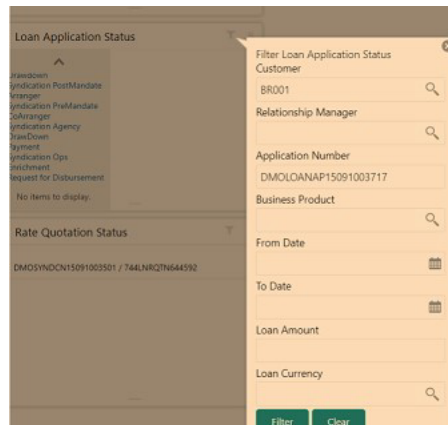 Loan Application Status
Drawdown
Syndication PostMandate
Arranger
Syndication PreMandate
CoArranger
Syndication Agency
DrawDown
Payment
Syndication Ops
Enrichment
Request for Disbursement
No items to display.
Rate Quotation Status
DMOSYNDCN15091003501 / 744LNRQTN644592
Filter Loan Application Status
Customer
BR001
Relationship Manager
Application Number
DMOLOANAP15091003717
Business Product
From Date
To Date
Loan Amount
Loan Currency
Filter Clear